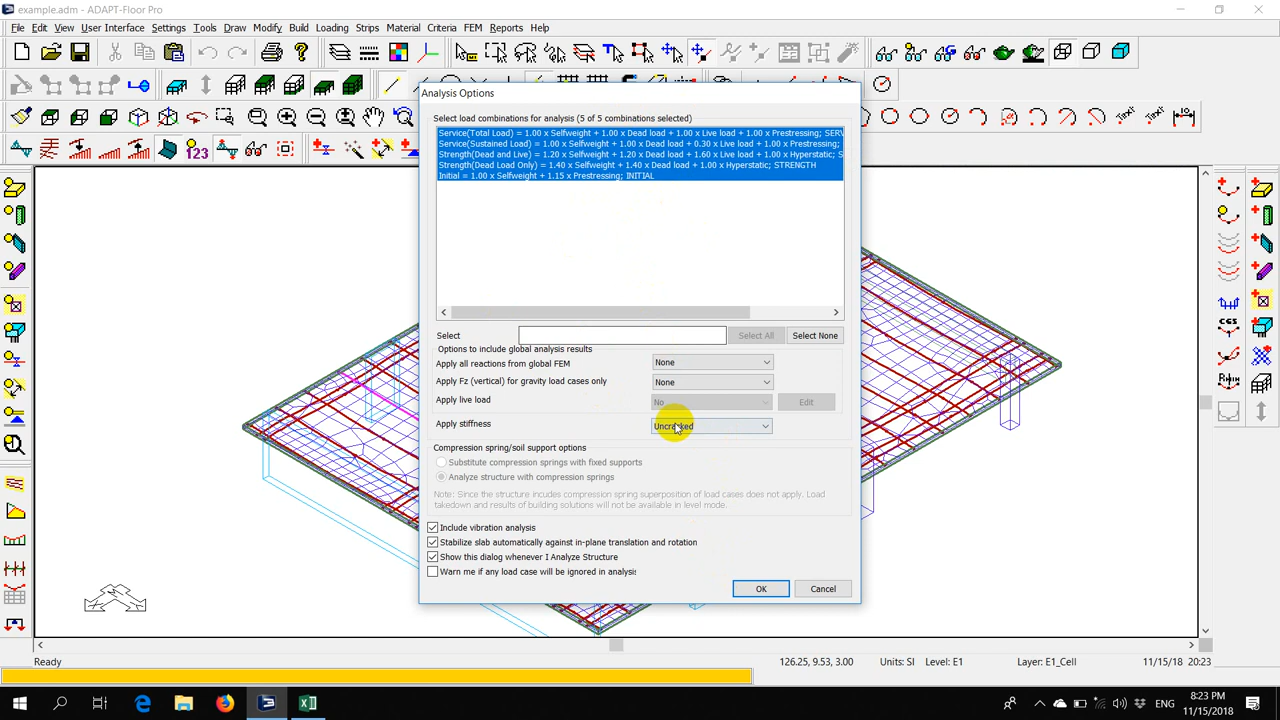 example.adm - ADAPT-Floor Pro
File Edit View User Interface Settings Tools Draw Modify Build Loading Strips Material Criteria FEM Reports Help
123
CGS
Analysis Options
Select load combinations for analysis (5 of 5 combinations selected)
Service(Total Load) = 1.00 x Selfweight + 1.00 x Dead load + 1.00 x Live load + 1.00 x Prestressing; SERV
Service(Sustained Load) = 1.00 x Selfweight + 1.00 x Dead load + 0.30 x Live load + 1.00 x Prestressing;
Strength(Dead and Live) = 1.20 x Selfweight + 1.20 x Dead load + 1.60 x Live load + 1.00 x Hyperstatic; S
Strength(Dead Load Only) = 1.40 x Selfweight + 1.40 x Dead load + 1.00 x Hyperstatic; STRENGTH
Initial = 1.00 x Selfweight + 1.15 x Prestressing; INITIAL
Select Select All Select None
Options to include global analysis results
Apply all reactions from global FEM None
Apply Fz (vertical) for gravity load cases only None
Apply live load No Edit
Apply stiffness Uncracked
Compression spring/soil support options
Substitute compression springs with fixed supports
Analyze structure with compression springs
Note: Since the structure incudes compression spring superposition of load cases does not apply. Load
takedown and results of building solutions will not be available in level mode.
Include vibration analysis
Stabilize slab automatically against in-plane translation and rotation
Show this dialog whenever I Analyze Structure
Warn me if any load case will be ignored in analysis
OK Cancel
Ready 126.25, 9.53, 3.00 Units: SI Level: E1 Layer: E1_Cell 11/15/18 20:23
ENG 8:23 PM
11/15/2018